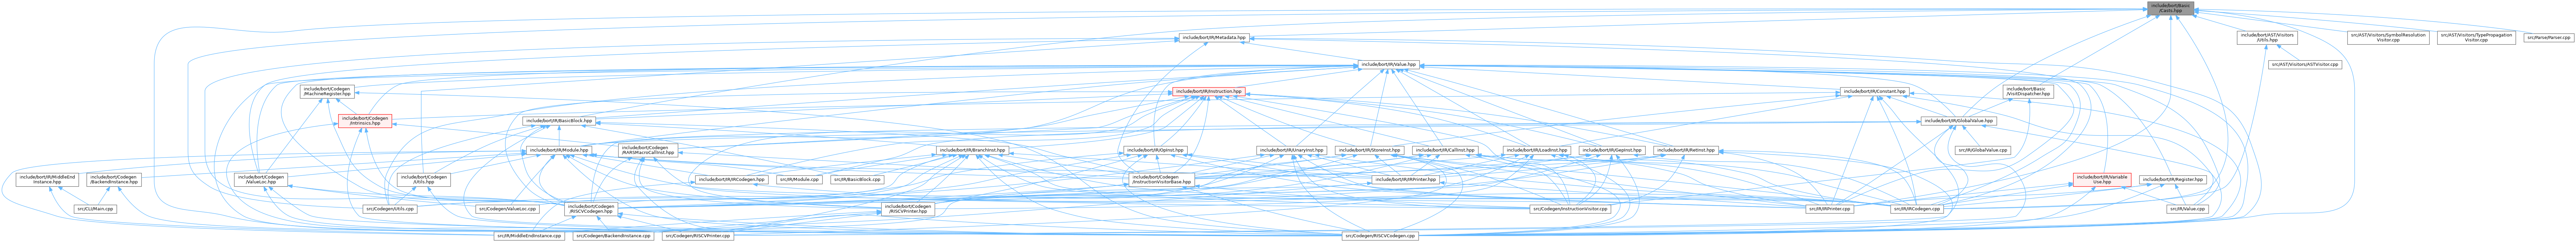 include/bort/Basic
/Casts.hpp
include/bort/IR/Metadata.hpp
include/bort/AST/Visitors
/Utils.hpp
src/AST/Visitors/SymbolResolution
Visitor.cpp
src/AST/Visitors/TypePropagation
Visitor.cpp
src/Parse/Parser.cpp
include/bort/IR/Value.hpp
src/AST/Visitors/ASTVisitor.cpp
include/bort/Codegen
/MachineRegister.hpp
include/bort/IR/Instruction.hpp
include/bort/IR/Constant.hpp
include/bort/Basic
/VisitDispatcher.hpp
include/bort/Codegen
/Intrinsics.hpp
include/bort/IR/BasicBlock.hpp
include/bort/IR/GlobalValue.hpp
include/bort/IR/Module.hpp
include/bort/Codegen
/RARSMacroCallInst.hpp
include/bort/IR/BranchInst.hpp
include/bort/IR/OpInst.hpp
include/bort/IR/UnaryInst.hpp
include/bort/IR/StoreInst.hpp
include/bort/IR/CallInst.hpp
include/bort/IR/LoadInst.hpp
include/bort/IR/GepInst.hpp
include/bort/IR/RetInst.hpp
src/IR/GlobalValue.cpp
include/bort/IR/MiddleEnd
Instance.hpp
include/bort/Codegen
/BackendInstance.hpp
include/bort/Codegen
/ValueLoc.hpp
include/bort/Codegen
/Utils.hpp
include/bort/IR/IRCodegen.hpp
src/IR/Module.cpp
src/IR/BasicBlock.cpp
include/bort/Codegen
/InstructionVisitorBase.hpp
include/bort/IR/IRPrinter.hpp
include/bort/IR/Variable
Use.hpp
include/bort/IR/Register.hpp
src/CLI/Main.cpp
src/Codegen/Utils.cpp
src/Codegen/ValueLoc.cpp
include/bort/Codegen
/RISCVCodegen.hpp
include/bort/Codegen
/RISCVPrinter.hpp
src/Codegen/InstructionVisitor.cpp
src/IR/IRPrinter.cpp
src/IR/IRCodegen.cpp
src/IR/Value.cpp
src/IR/MiddleEndInstance.cpp
src/Codegen/BackendInstance.cpp
src/Codegen/RISCVPrinter.cpp
src/Codegen/RISCVCodegen.cpp